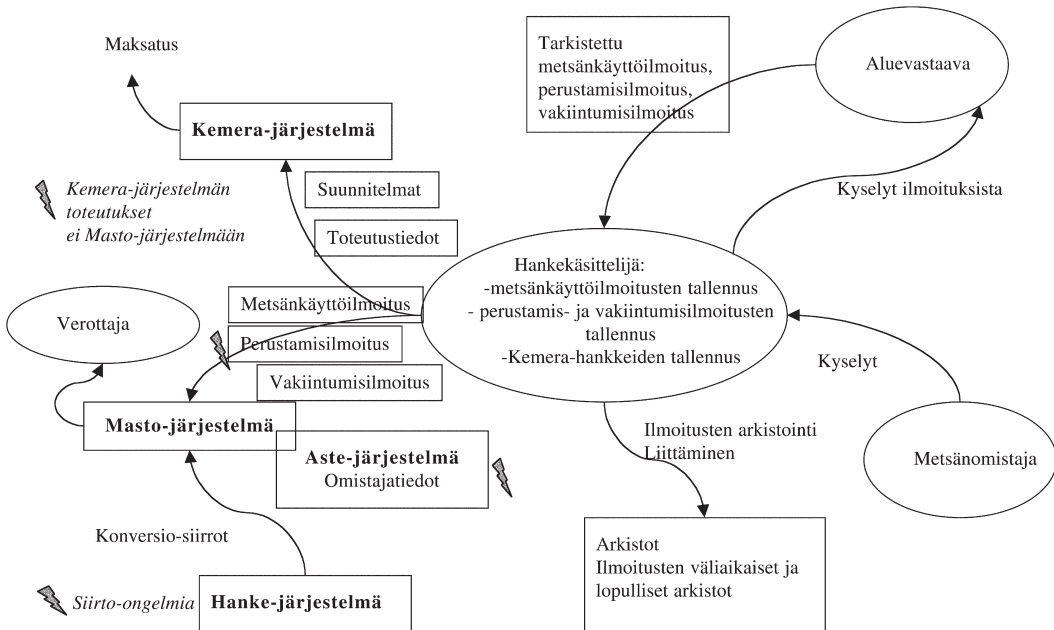 Maksatus
Kemera-järjestelmä
Kemera-järjestelmän
toteutukset
ei Masto-järjestelmään
Suunnitelmat
Toteutustiedot
Tarkistettu
metsänkäyttöilmoitus,
perustamisilmoitus,
vakiintumisilmoitus
Aluevastaava
Kyselyt ilmoituksista
Hankekäsittelijä:
-metsänkäyttöilmoitusten tallennus
- perustamis- ja vakiintumisilmoitusten
tallennus
-Kemera-hankkeiden tallennus
Metsänkäyttöilmoitus
Perustamisilmoitus
Vakiintumisilmoitus
Verottaja
Masto-järjestelmä
Aste-järjestelmä
Omistajatiedot
Kyselyt
Metsänomistaja
Ilmoitusten arkistointi
Liittäminen
Konversio-siirrot
Siirto-ongelmia
Hanke-järjestelmä
Arkistot
Ilmoitusten väliaikaiset ja
lopulliset arkistot